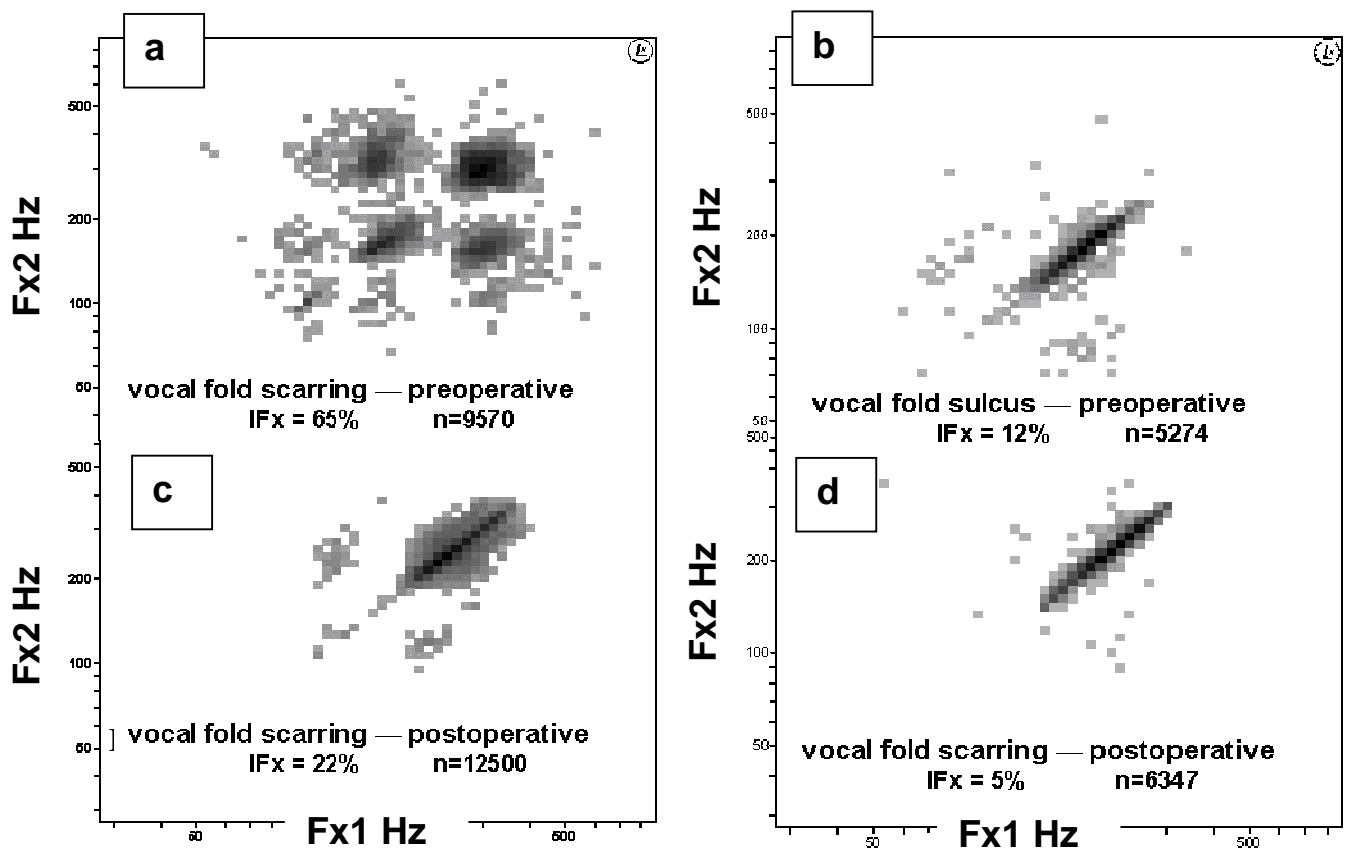 a
500
200
100
50
Fx2 Hz
vocal fold scarring — preoperative
IFx = 65% n=9570
b
500
200
100
50
Fx2 Hz
vocal fold sulcus — preoperative
IFx = 12% n=5274
c
500
200
100
50
Fx2 Hz
] vocal fold scarring — postoperative
IFx = 22% n=12500
50 500
Fx1 Hz
d
500
200
100
50
Fx2 Hz
vocal fold scarring — postoperative
IFx = 5% n=6347
50 500
Fx1 Hz